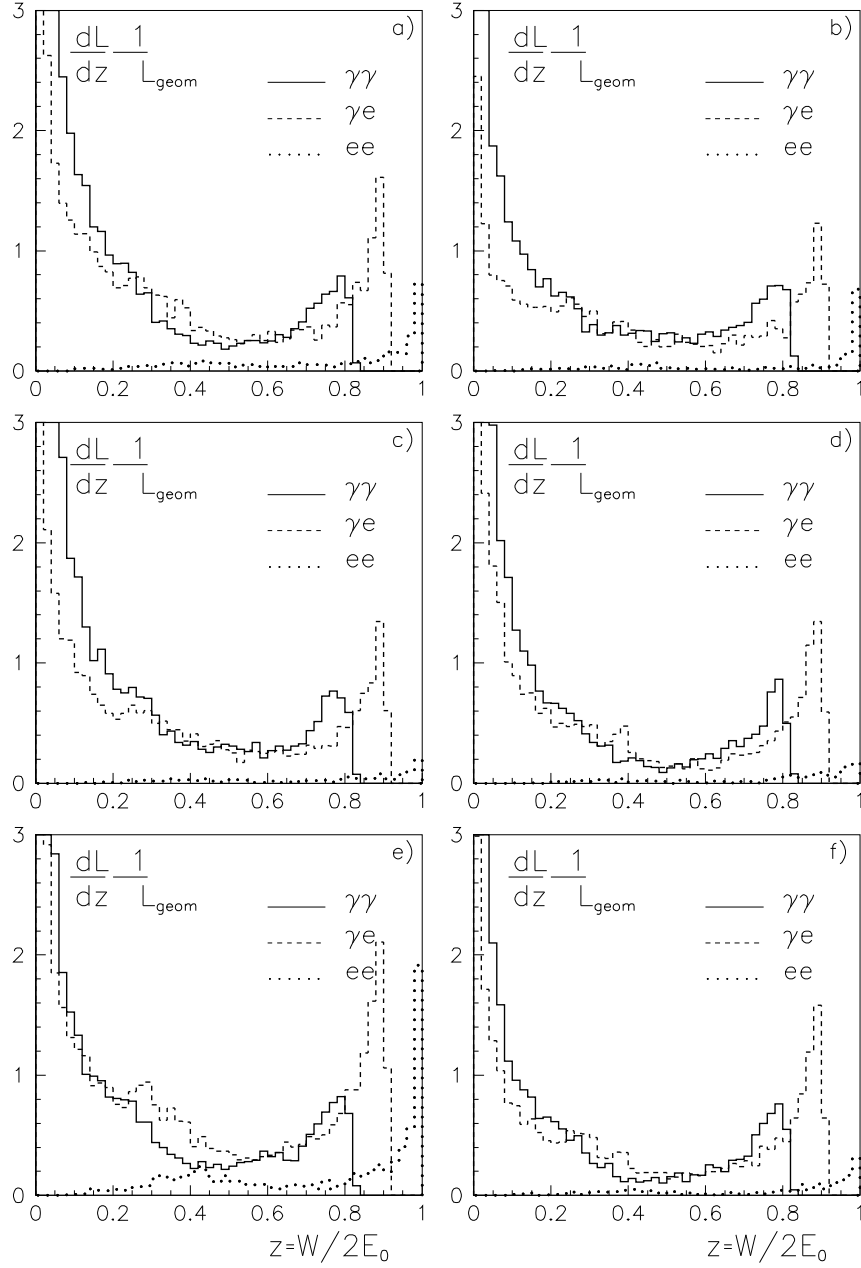 3 a) 3 b)
dL 1 dL 1
dz L_geom dz L_geom
γγ γγ
2 γe 2 γe
ee ee
1 1
0 0
0 0.2 0.4 0.6 0.8 1 0 0.2 0.4 0.6 0.8 1
3 c) 3 d)
dL 1 dL 1
dz L_geom dz L_geom
γγ γγ
2 γe 2 γe
ee ee
1 1
0 0
0 0.2 0.4 0.6 0.8 1 0 0.2 0.4 0.6 0.8 1
3 e) 3 f)
dL 1 dL 1
dz L_geom dz L_geom
γγ γγ
2 γe 2 γe
ee ee
1 1
0 0
0 0.2 0.4 0.6 0.8 1 0 0.2 0.4 0.6 0.8 1
z=W/2E₀ z=W/2E₀